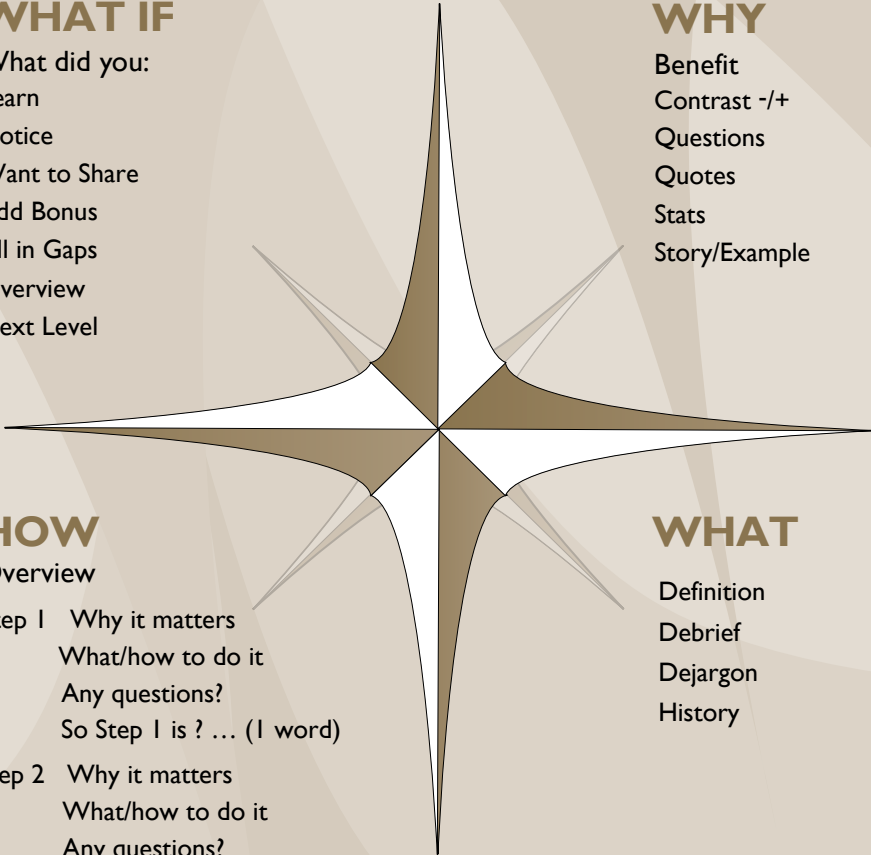 WHAT IF
What did you:
earn
otice
Want to Share
dd Bonus
ll in Gaps
verview
ext Level
WHY
Benefit
Contrast -/+
Questions
Quotes
Stats
Story/Example
HOW
Overview
tep 1 Why it matters
What/how to do it
Any questions?
So Step 1 is ? … (1 word)
ep 2 Why it matters
What/how to do it
Any questions?
WHAT
Definition
Debrief
Dejargon
History